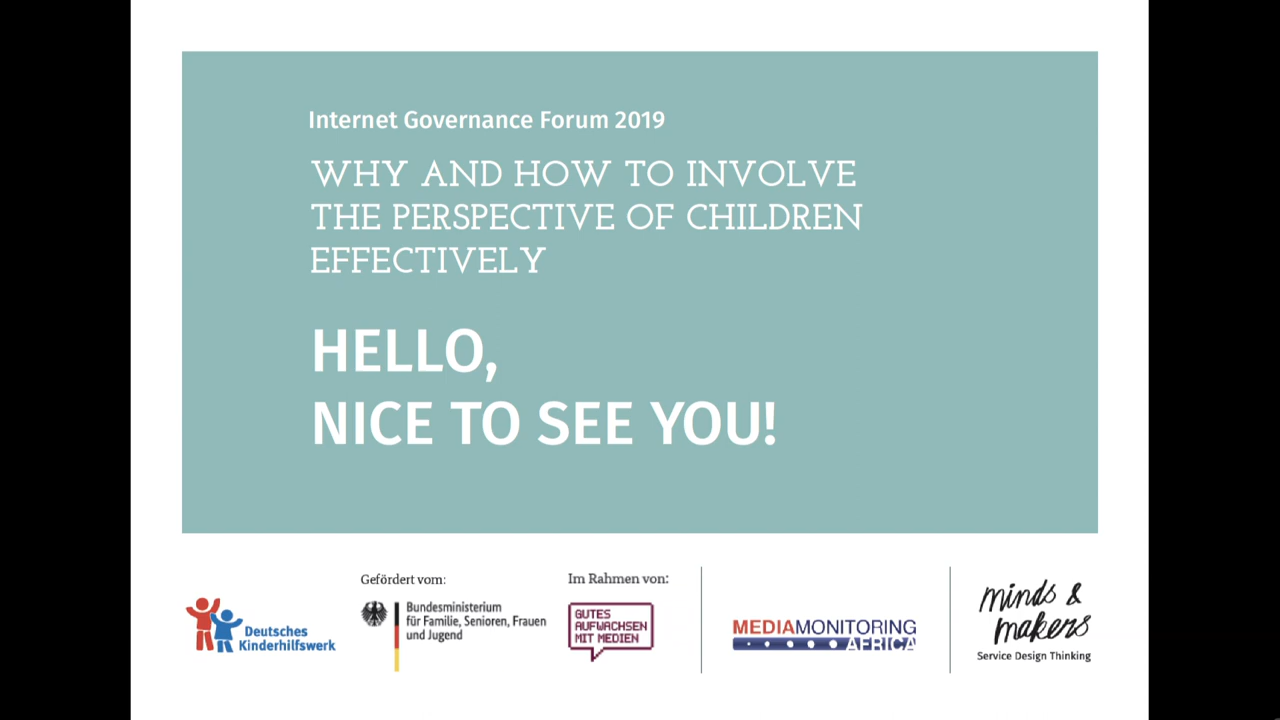 Internet Governance Forum 2019
WHY AND HOW TO INVOLVE
THE PERSPECTIVE OF CHILDREN
EFFECTIVELY
HELLO,
NICE TO SEE YOU!
Deutsches
Kinderhilfswerk
Gefördert vom:
Bundesministerium
für Familie, Senioren, Frauen
und Jugend
Im Rahmen von:
GUTES
AUFWACHSEN
MIT MEDIEN
MEDIAMONITORING
AFRICA
minds &
makers
Service Design Thinking